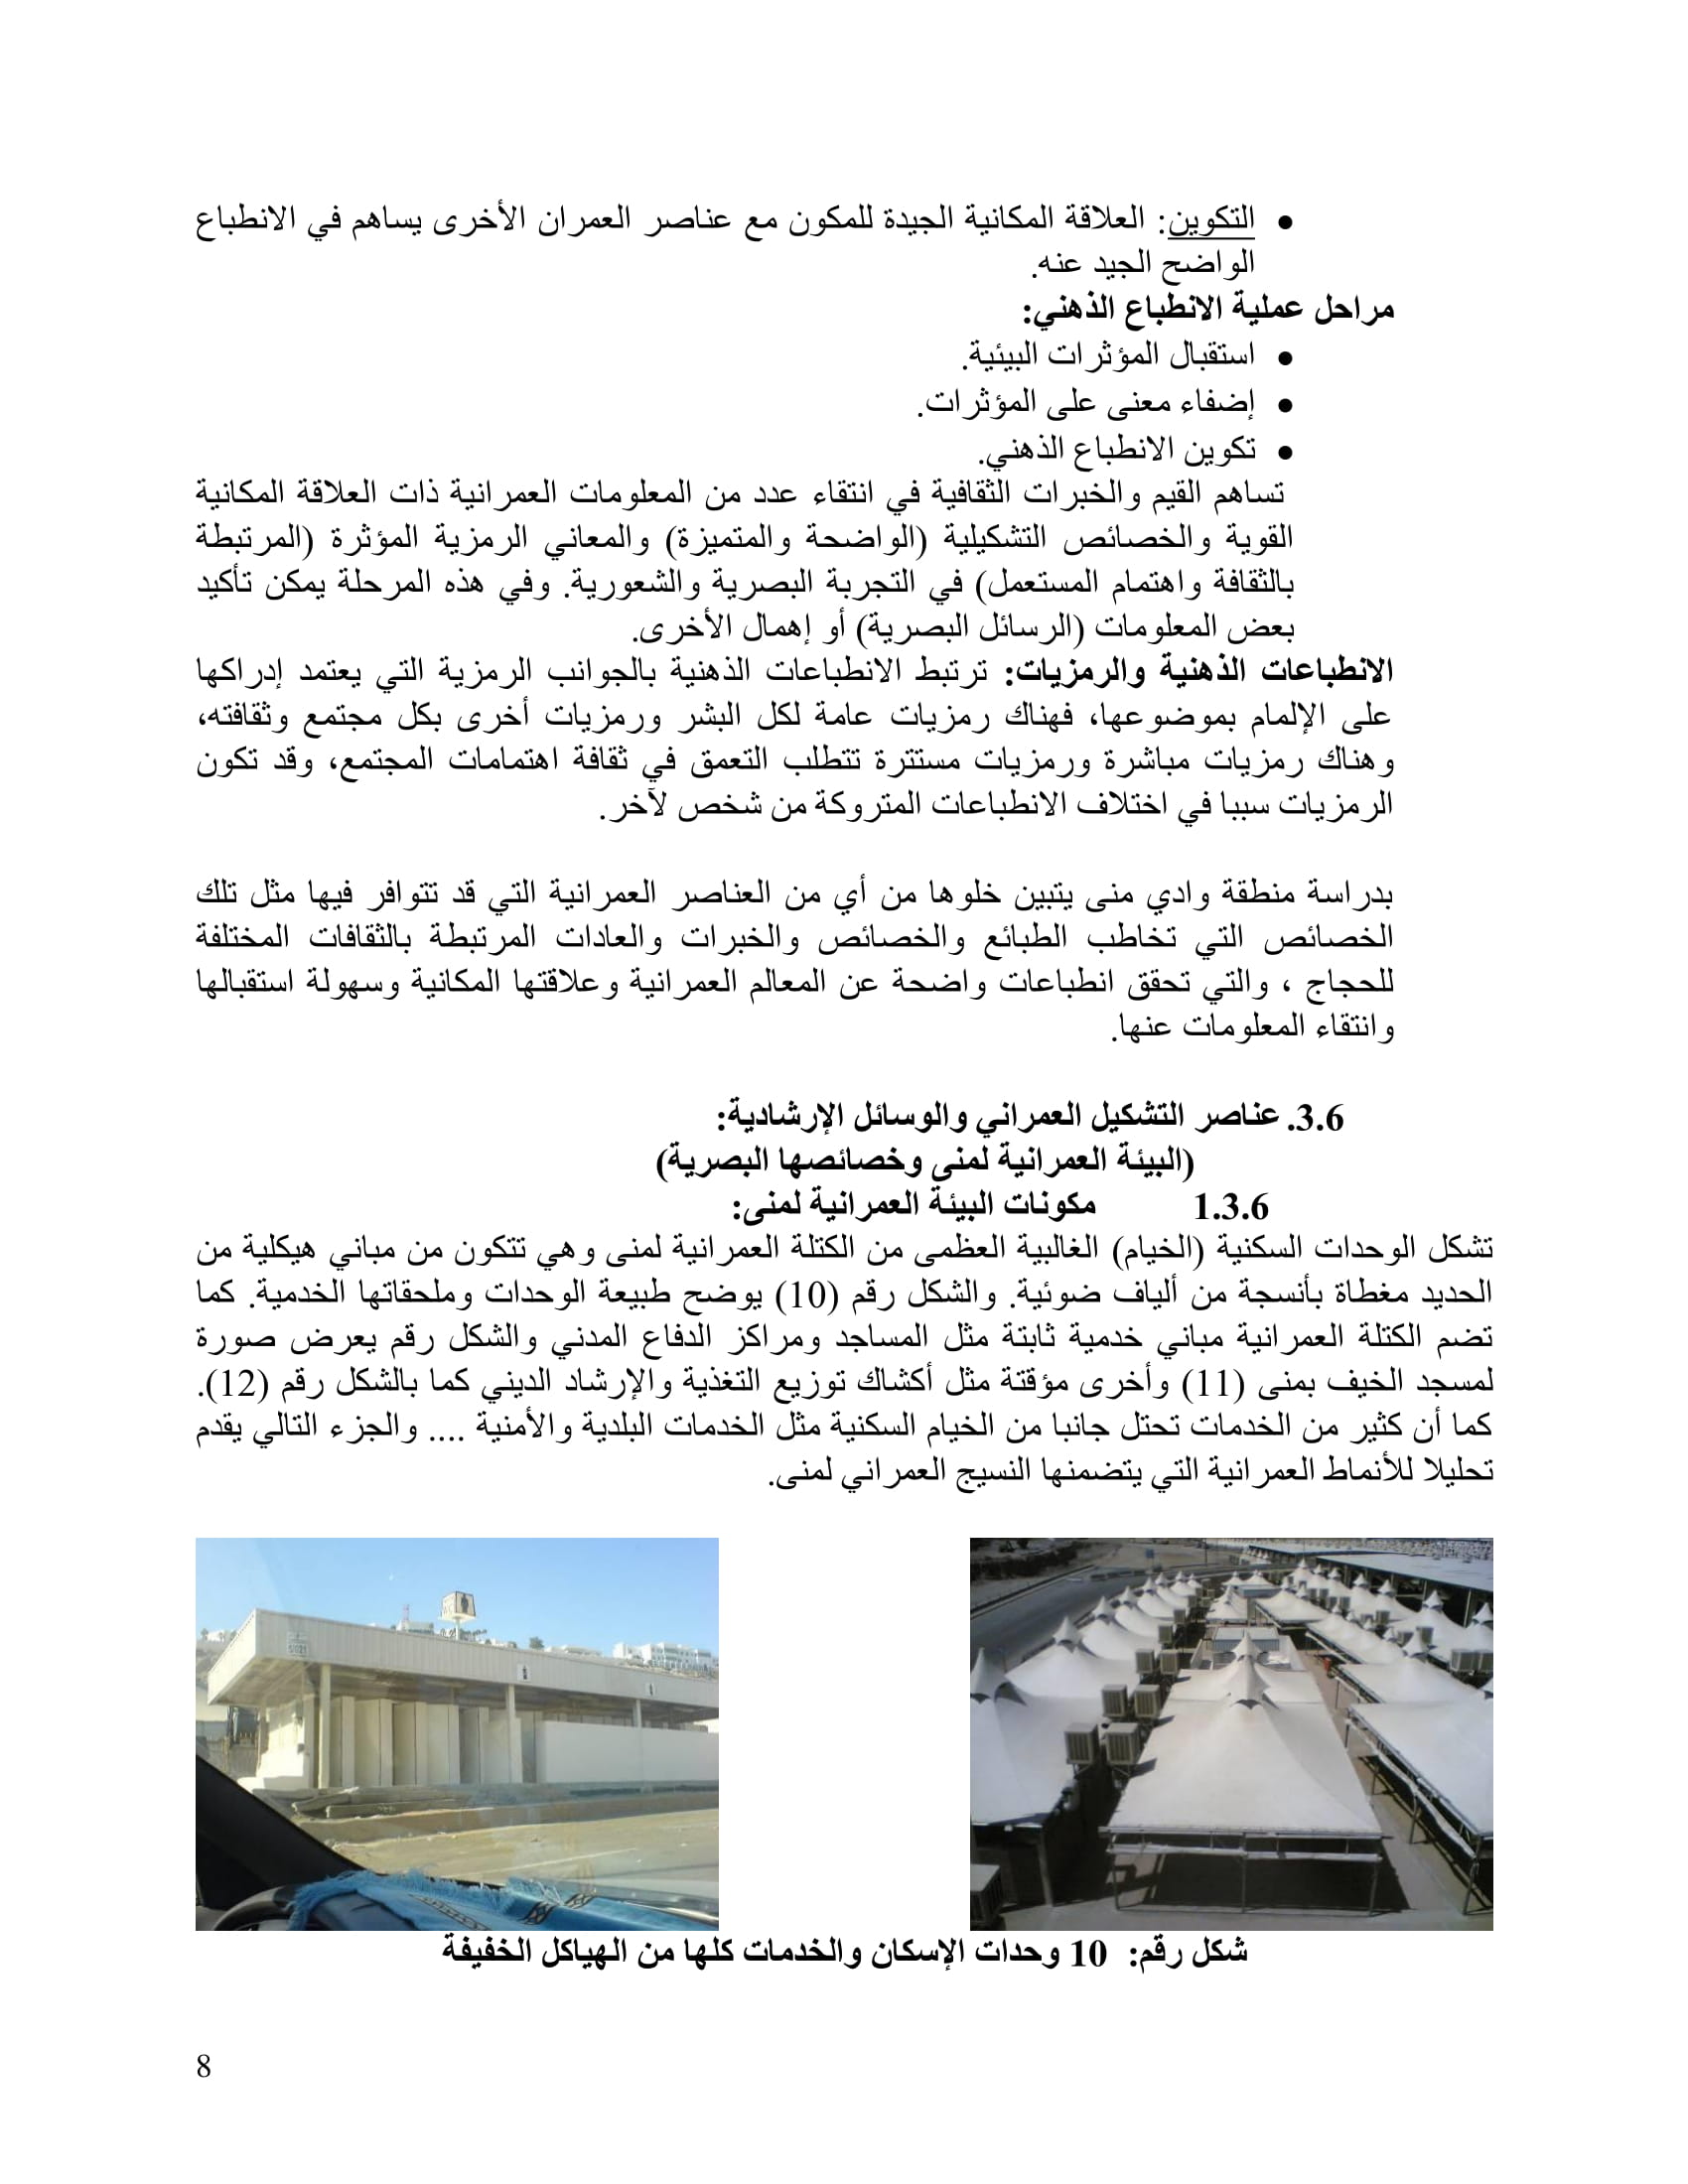 • التكوين: العلاقة المكانية الجيدة للمكون مع عناصر العمران الأخرى يساهم في الانطباع
الواضح الجيد عنه.
مراحل عملية الانطباع الذهني:
• استقبال المؤثرات البيئية.
• إضفاء معنى على المؤثرات.
• تكوين الانطباع الذهني.
تساهم القيم والخبرات الثقافية في انتقاء عدد من المعلومات العمرانية ذات العلاقة المكانية
القوية والخصائص التشكيلية (الواضحة والمتميزة) والمعاني الرمزية المؤثرة (المرتبطة
بالثقافة واهتمام المستعمل) في التجربة البصرية والشعورية. وفي هذه المرحلة يمكن تأكيد
بعض المعلومات (الرسائل البصرية) أو إهمال الأخرى.
الانطباعات الذهنية والرمزيات: ترتبط الانطباعات الذهنية بالجوانب الرمزية التي يعتمد إدراكها
على الإلمام بموضوعها، فهناك رمزيات عامة لكل البشر ورمزيات أخرى بكل مجتمع وثقافته،
وهناك رمزيات مباشرة ورمزيات مستترة تتطلب التعمق في ثقافة اهتمامات المجتمع، وقد تكون
الرمزيات سببا في اختلاف الانطباعات المتروكة من شخص لآخر.
بدراسة منطقة وادي منى يتبين خلوها من أي من العناصر العمرانية التي قد تتوافر فيها مثل تلك
الخصائص التي تخاطب الطبائع والخصائص والخبرات والعادات المرتبطة بالثقافات المختلفة
للحجاج ، والتي تحقق انطباعات واضحة عن المعالم العمرانية وعلاقتها المكانية وسهولة استقبالها
وانتقاء المعلومات عنها.
3.6. عناصر التشكيل العمراني والوسائل الإرشادية:
(البيئة العمرانية لمنى وخصائصها البصرية)
1.3.6 مكونات البيئة العمرانية لمنى:
تشكل الوحدات السكنية (الخيام) الغالبية العظمى من الكتلة العمرانية لمنى وهي تتكون من مباني هيكلية من
الحديد مغطاة بأنسجة من ألياف ضوئية. والشكل رقم (10) يوضح طبيعة الوحدات وملحقاتها الخدمية. كما
تضم الكتلة العمرانية مباني خدمية ثابتة مثل المساجد ومراكز الدفاع المدني والشكل رقم يعرض صورة
لمسجد الخيف بمنى (11) وأخرى مؤقتة مثل أكشاك توزيع التغذية والإرشاد الديني كما بالشكل رقم (12).
كما أن كثير من الخدمات تحتل جانبا من الخيام السكنية مثل الخدمات البلدية والأمنية .... والجزء التالي يقدم
تحليلا للأنماط العمرانية التي يتضمنها النسيج العمراني لمنى.
شكل رقم: 10 وحدات الإسكان والخدمات كلها من الهياكل الخفيفة
8